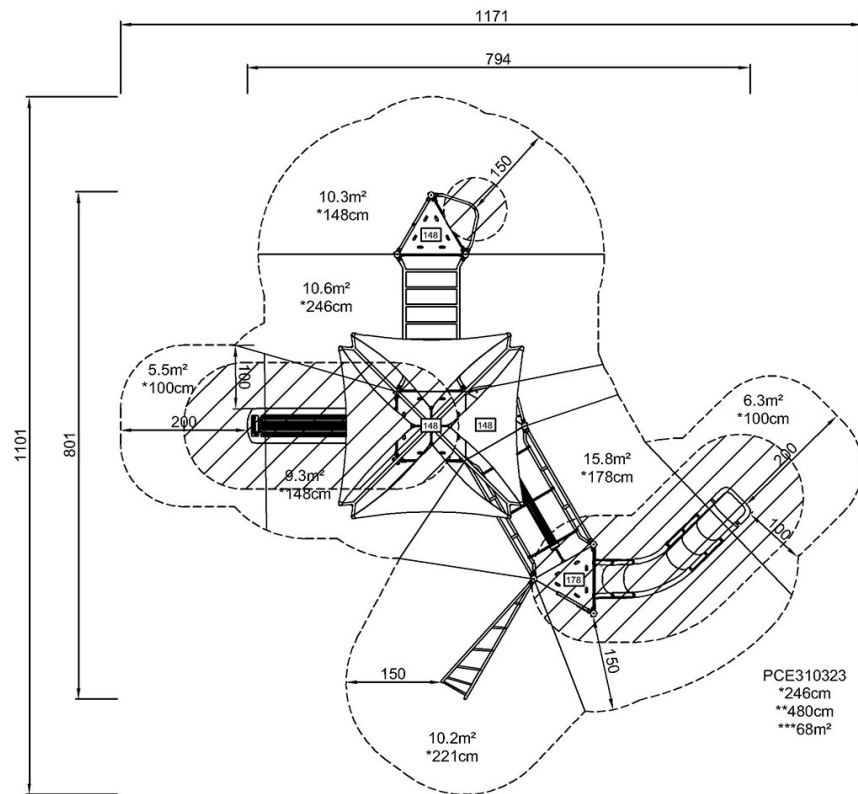 1171
794
150
10.3m²
*148cm
148
10.6m²
*246cm
5.5m²
*100cm
100
6.3m²
*100cm
200
148
148
200
1101
801
15.8m²
*178cm
9.3m²
*148cm
100
178
150
150
PCE310323
*246cm
**480cm
***68m²
10.2m²
*221cm